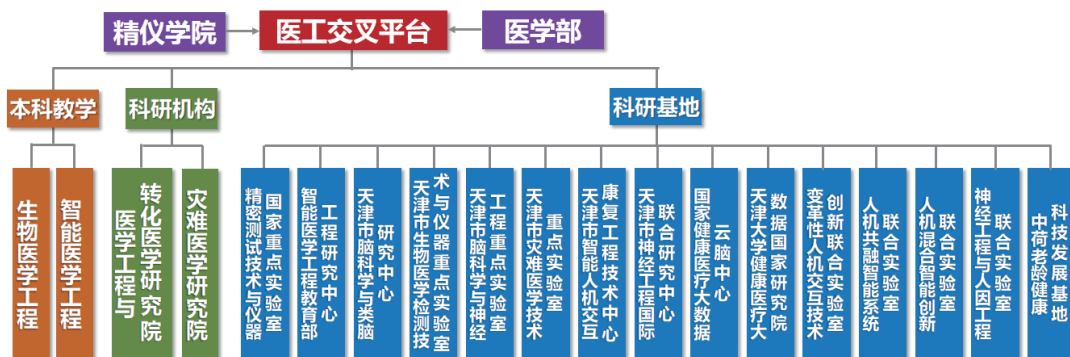 精仪学院
医工交叉平台
医学部
本科教学
科研机构
科研基地
生物医学工程
智能医学工程
医学工程与
转化医学研究院
灾难医学研究院
精密测试技术与仪器
国家重点实验室
智能医学工程教育部
工程研究中心
天津市脑科学与类脑
研究中心
天津市生物医学检测技
术与仪器重点实验室
天津市脑科学与神经
工程重点实验室
天津市灾难医学技术
重点实验室
天津市智能人机交互
康复工程技术中心
天津市神经工程国际
联合研究中心
国家健康医疗大数据
云脑中心
天津大学健康医疗大
数据国家研究院
变革性人机交互技术
创新联合实验室
人机共融智能系统
联合实验室
人机混合智能创新
联合实验室
神经工程与人因工程
联合实验室
中荷老龄健康
科技发展基地